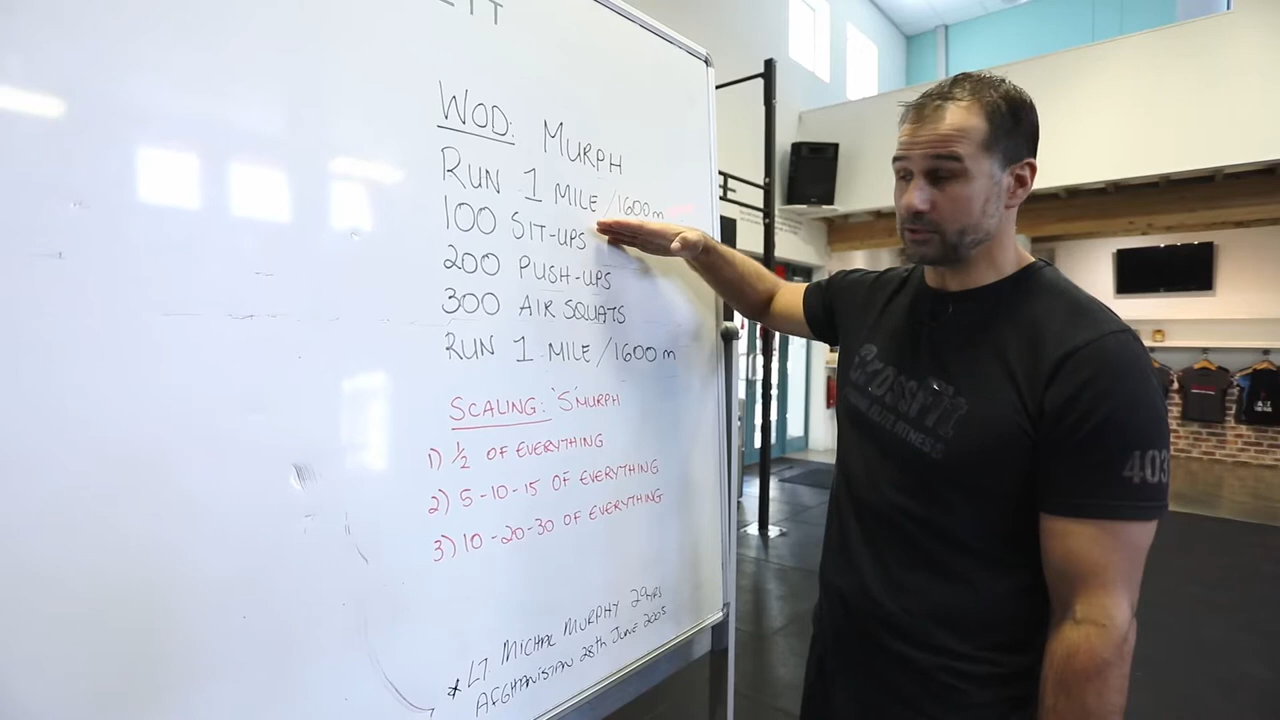 WOD: MURPH
RUN 1 MILE /1600m
100 SIT-UPS
200 PUSH-UPS
300 AIR SQUATS
RUN 1 MILE /1600m
SCALING: 'S'MURPH
1) ½ OF EVERYTHING
2) 5-10-15 OF EVERYTHING
3) 10-20-30 OF EVERYTHING
* LT. MICHAL MURPHY 29YRS
AFGHANISTAN 28th JUNE 2005
CROSSFIT
403